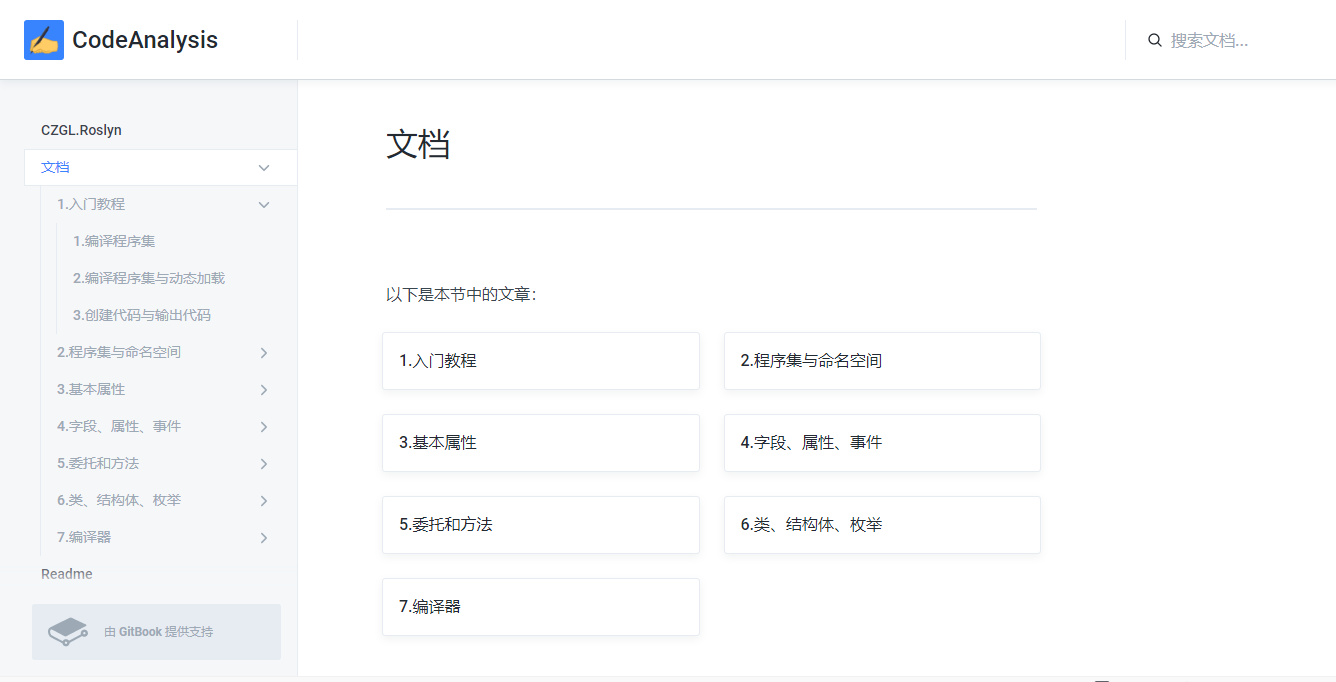 CodeAnalysis
搜索文档...
CZGL.Roslyn
文档
1.入门教程
1.编译程序集
2.编译程序集与动态加载
3.创建代码与输出代码
2.程序集与命名空间
3.基本属性
4.字段、属性、事件
5.委托和方法
6.类、结构体、枚举
7.编译器
Readme
由 GitBook 提供支持
文档
以下是本节中的文章：
1.入门教程
2.程序集与命名空间
3.基本属性
4.字段、属性、事件
5.委托和方法
6.类、结构体、枚举
7.编译器